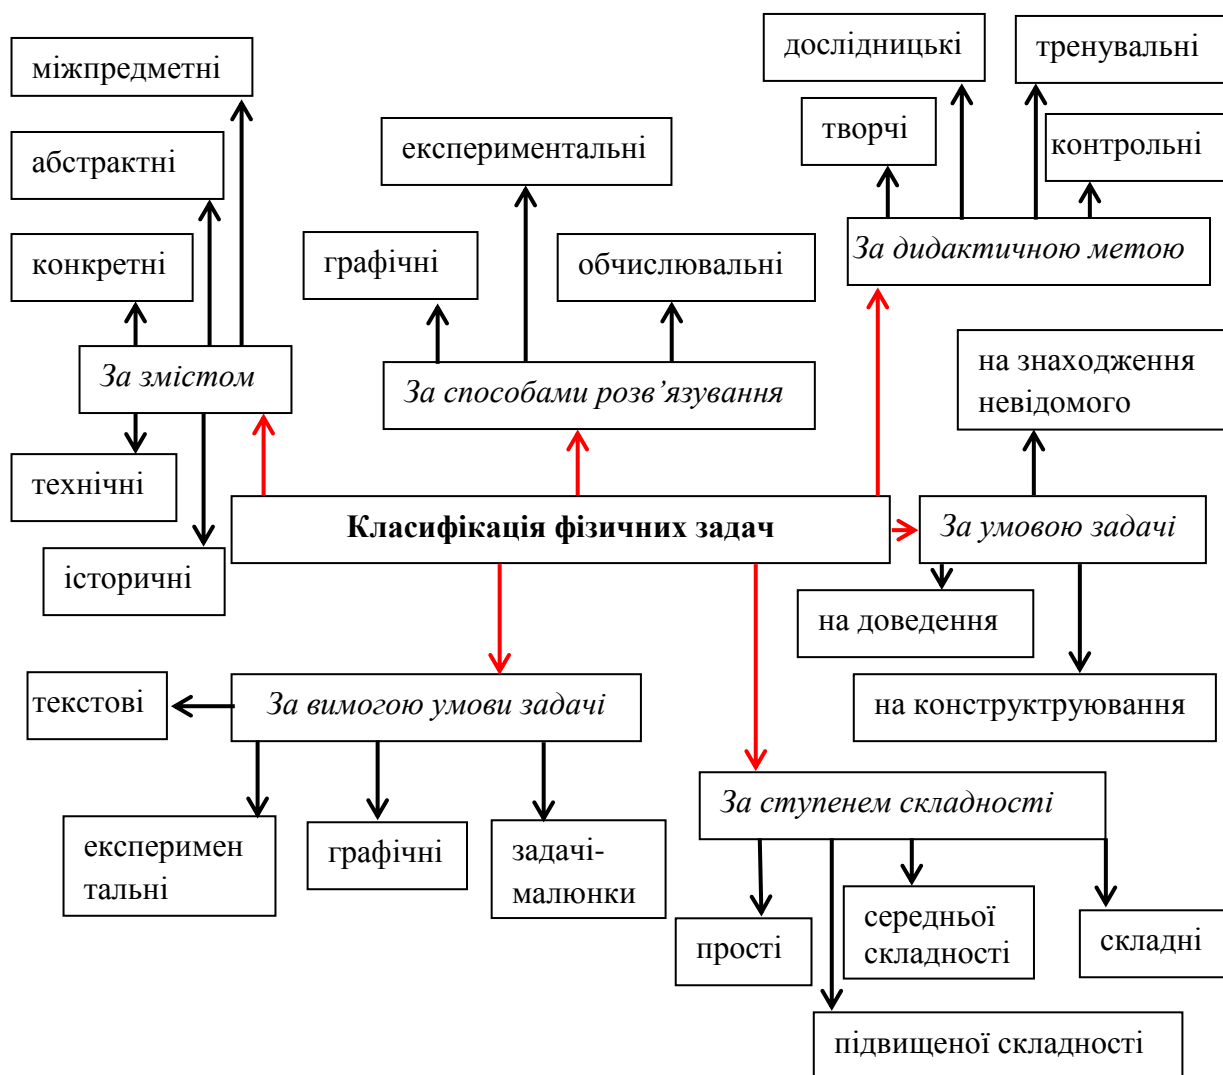 дослідницькі
тренувальні
міжпредметні
творчі
контрольні
експериментальні
абстрактні
За дидактичною метою
конкретні
графічні
обчислювальні
на знаходження
невідомого
За змістом
За способами розв’язування
технічні
Класифікація фізичних задач
За умовою задачі
історичні
на доведення
текстові
За вимогою умови задачі
на конструктруювання
За ступенем складності
експеримен
тальні
графічні
задачі-
малюнки
прості
середньої
складності
складні
підвищеної складності